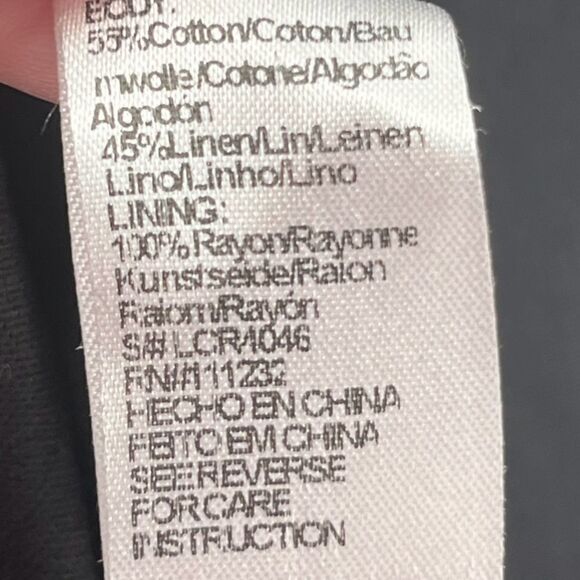 BODY:
55%Cotton/Coton/Bau
mwolle/Cotone/Algodão
Algodón
45%Linen/Lin/Leinen
Lino/Linho/Lino
LINING:
100%Rayon/Rayonne
Kunstseide/Raion
Raiom/Rayón
S/# LCR4046
RN/#111232
HECHO EN CHINA
FEITO EM CHINA
SEE REVERSE
FOR CARE
INSTRUCTION